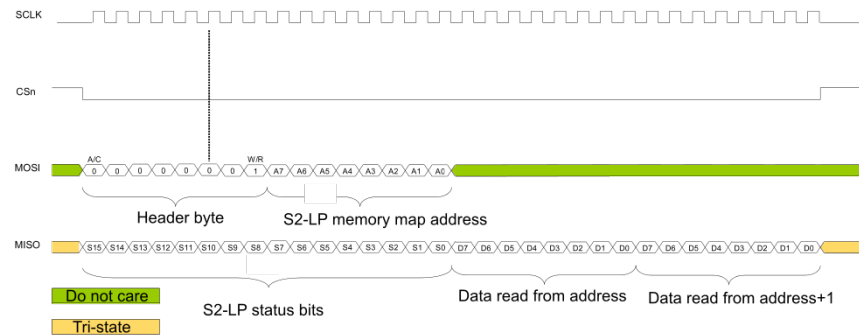 SCLK
CSn
A/C W/R
MOSI 0 0 0 0 0 0 0 1 A7 A6 A5 A4 A3 A2 A1 A0
Header byte S2-LP memory map address
MISO S15 S14 S13 S12 S11 S10 S9 S8 S7 S6 S5 S4 S3 S2 S1 S0 D7 D6 D5 D4 D3 D2 D1 D0 D7 D6 D5 D4 D3 D2 D1 D0
S2-LP status bits Data read from address Data read from address+1
Do not care
Tri-state